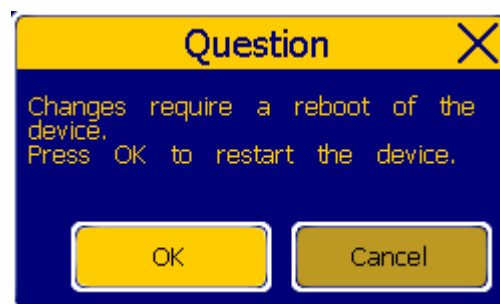 Question
Changes require a reboot of the
device.
Press OK to restart the device.
OK
Cancel